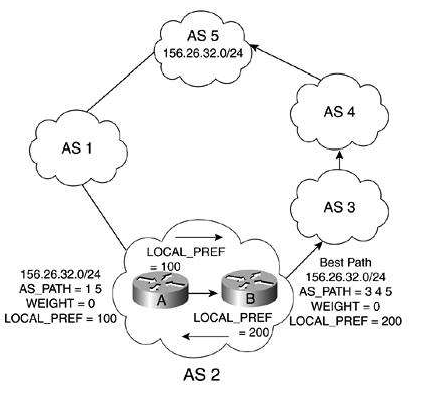 AS 5
156.26.32.0/24
AS 4
AS 1
AS 3
LOCAL_PREF
= 100
Best Path
156.26.32.0/24
AS_PATH = 3 4 5
WEIGHT = 0
LOCAL_PREF = 200
156.26.32.0/24
AS_PATH = 1 5
WEIGHT = 0
LOCAL_PREF = 100
A
B
LOCAL_PREF
= 200
AS 2